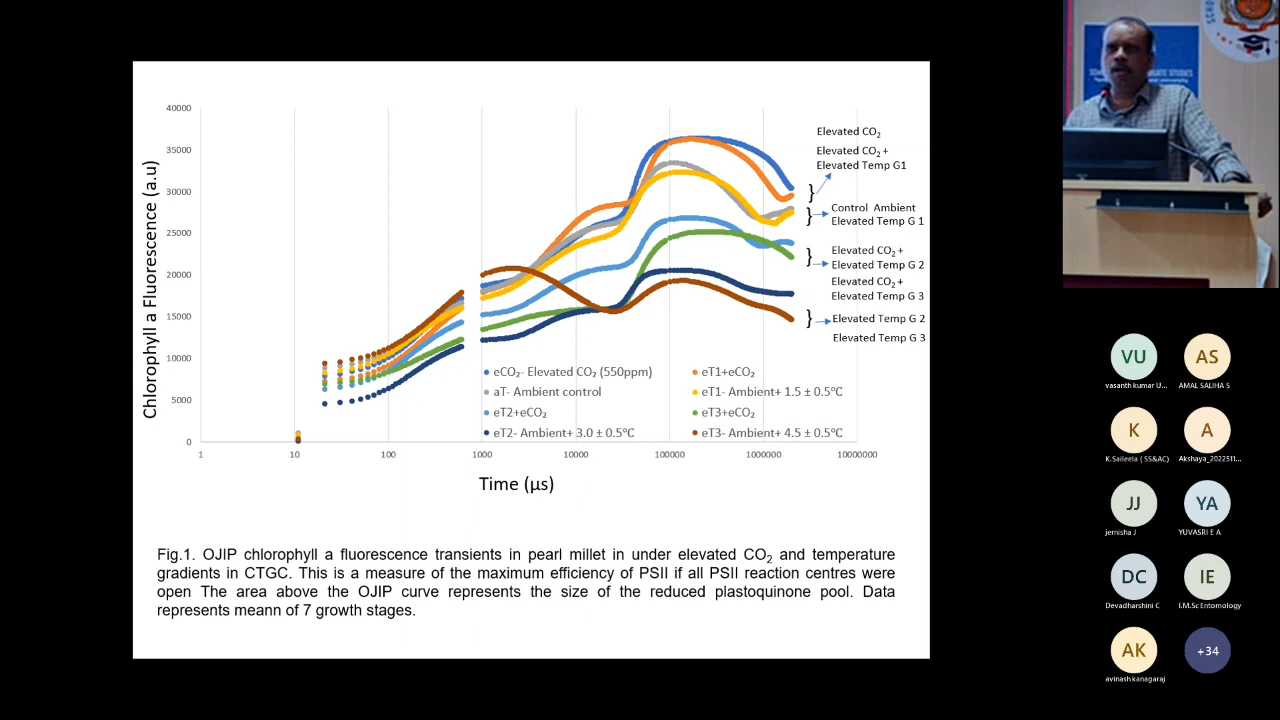 40000
35000
30000
25000
20000
15000
10000
5000
0
Chlorophyll a Fluorescence (a.u)
1
10
100
1000
10000
100000
1000000
10000000
Time (µs)
Elevated CO₂
Elevated CO₂ +
Elevated Temp G1
Control Ambient
Elevated Temp G 1
Elevated CO₂ +
Elevated Temp G 2
Elevated CO₂ +
Elevated Temp G 3
Elevated Temp G 2
Elevated Temp G 3
eCO₂- Elevated CO₂ (550ppm)
eT1+eCO₂
aT- Ambient control
eT1- Ambient+ 1.5 ± 0.5°C
eT2+eCO₂
eT3+eCO₂
eT2- Ambient+ 3.0 ± 0.5°C
eT3- Ambient+ 4.5 ± 0.5°C
Fig.1. OJIP chlorophyll a fluorescence transients in pearl millet in under elevated CO₂ and temperature
gradients in CTGC. This is a measure of the maximum efficiency of PSII if all PSII reaction centres were
open The area above the OJIP curve represents the size of the reduced plastoquinone pool. Data
represents meann of 7 growth stages.
VU
vasanth kumar U...
AS
AMAL SALIHA S
K
K.Saileela ( SS&AC)
A
Akshaya_2022511...
JJ
jernisha J
YA
YUVASRI E A
DC
Devadharshini C
IE
I.M.Sc Entomology
AK
avinash kanagaraj
+34